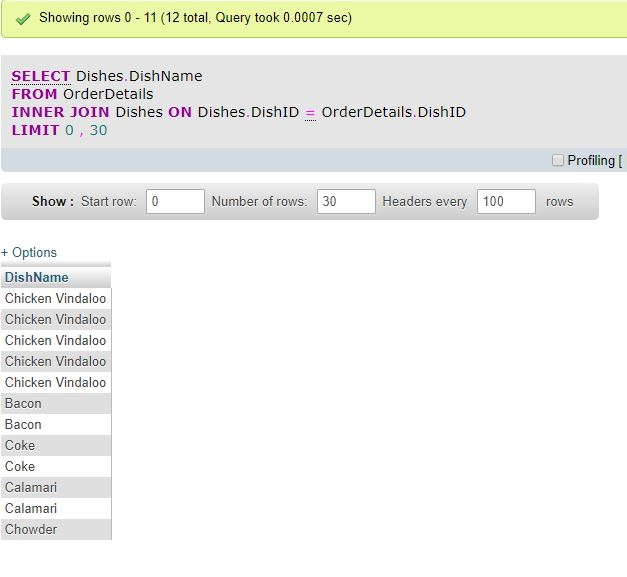 Showing rows 0 - 11 (12 total, Query took 0.0007 sec)
SELECT Dishes.DishName
FROM OrderDetails
INNER JOIN Dishes ON Dishes.DishID = OrderDetails.DishID
LIMIT 0 , 30
Profiling [
Show : Start row: 0 Number of rows: 30 Headers every 100 rows
+ Options
DishName
Chicken Vindaloo
Chicken Vindaloo
Chicken Vindaloo
Chicken Vindaloo
Chicken Vindaloo
Bacon
Bacon
Coke
Coke
Calamari
Calamari
Chowder